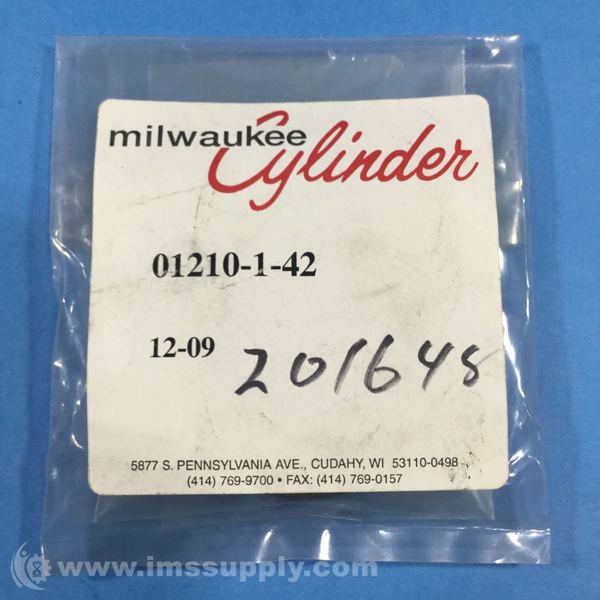 milwaukee Cylinder
01210-1-42
12-09 201648
5877 S. PENNSYLVANIA AVE., CUDAHY, WI 53110-0498
(414) 769-9700 • FAX: (414) 769-0157
www.imssupply.com